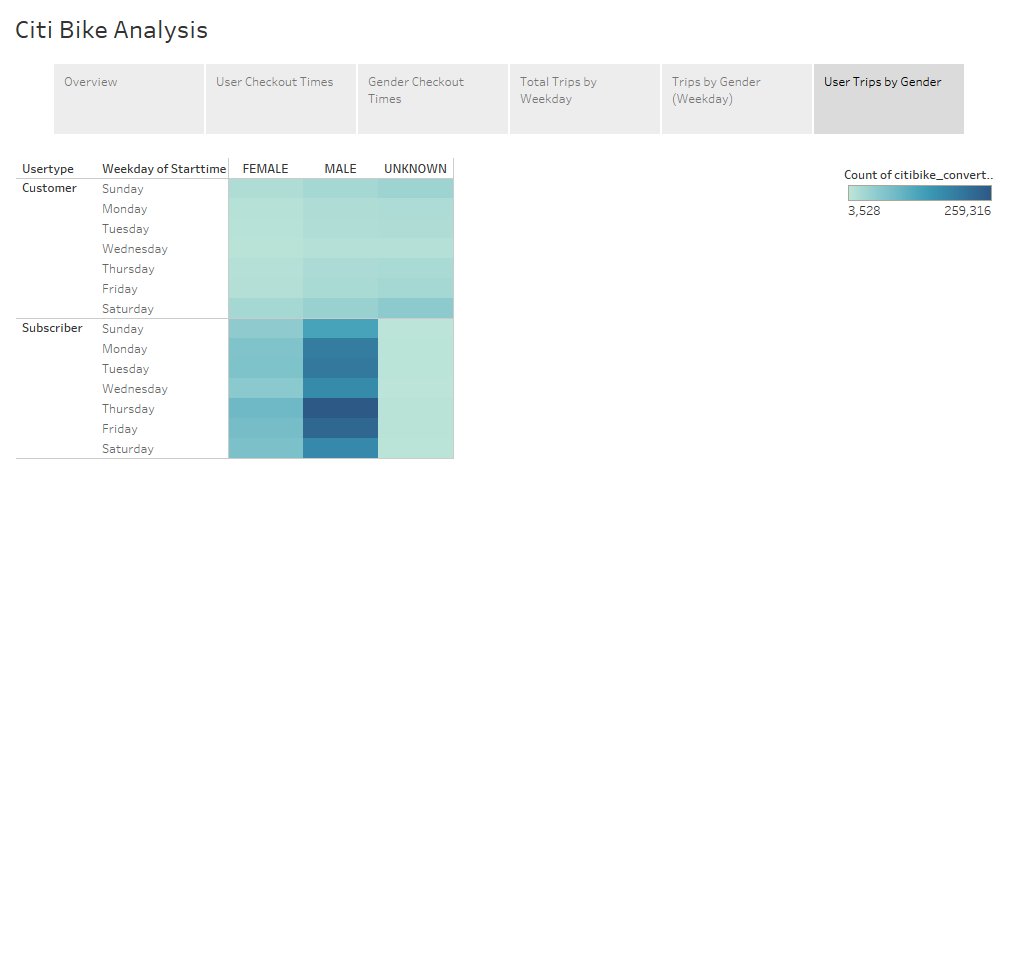 Citi Bike Analysis
Overview
User Checkout Times
Gender Checkout
Times
Total Trips by
Weekday
Trips by Gender
(Weekday)
User Trips by Gender
Usertype Weekday of Starttime FEMALE MALE UNKNOWN
Customer Sunday
Monday
Tuesday
Wednesday
Thursday
Friday
Saturday
Subscriber Sunday
Monday
Tuesday
Wednesday
Thursday
Friday
Saturday
Count of citibike_convert..
3,528 259,316